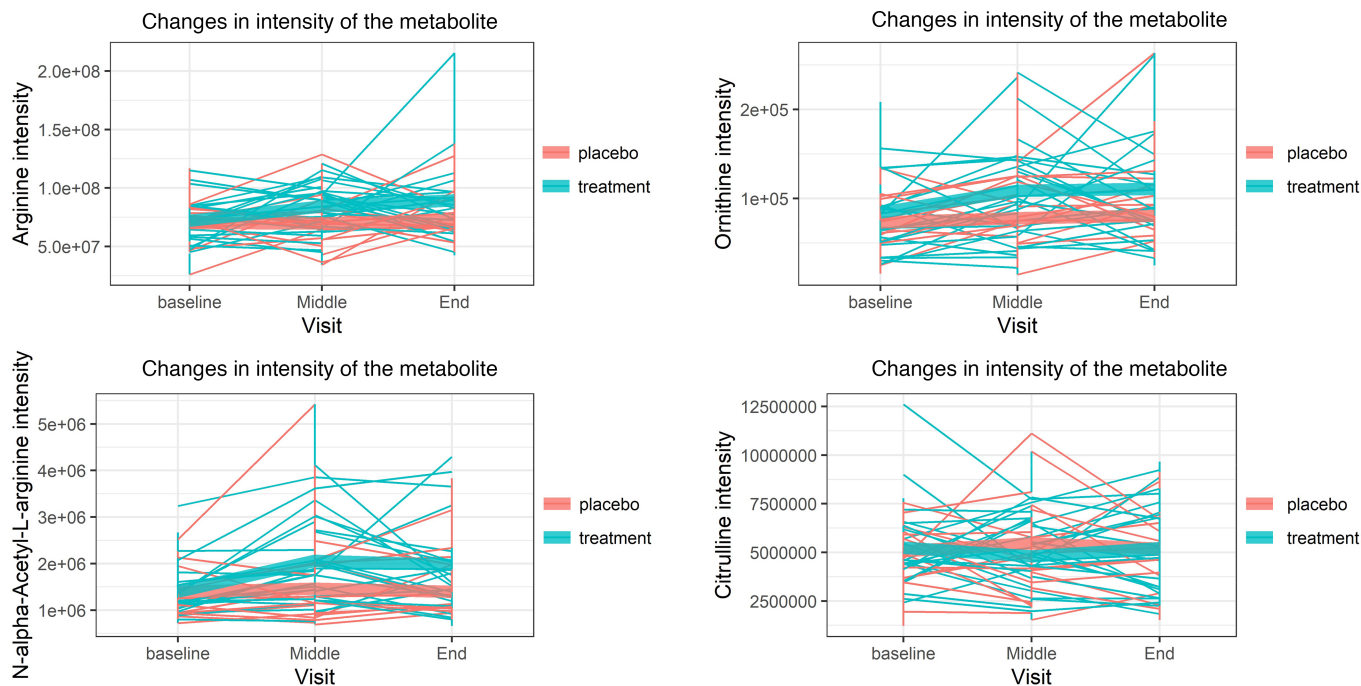 Changes in intensity of the metabolite
Arginine intensity
2.0e+08
1.5e+08
1.0e+08
5.0e+07
baseline Middle End
Visit
placebo
treatment
Changes in intensity of the metabolite
Ornithine intensity
2e+05
1e+05
baseline Middle End
Visit
placebo
treatment
Changes in intensity of the metabolite
N-alpha-Acetyl-L-arginine intensity
5e+06
4e+06
3e+06
2e+06
1e+06
baseline Middle End
Visit
placebo
treatment
Changes in intensity of the metabolite
Citrulline intensity
12500000
10000000
7500000
5000000
2500000
baseline Middle End
Visit
placebo
treatment